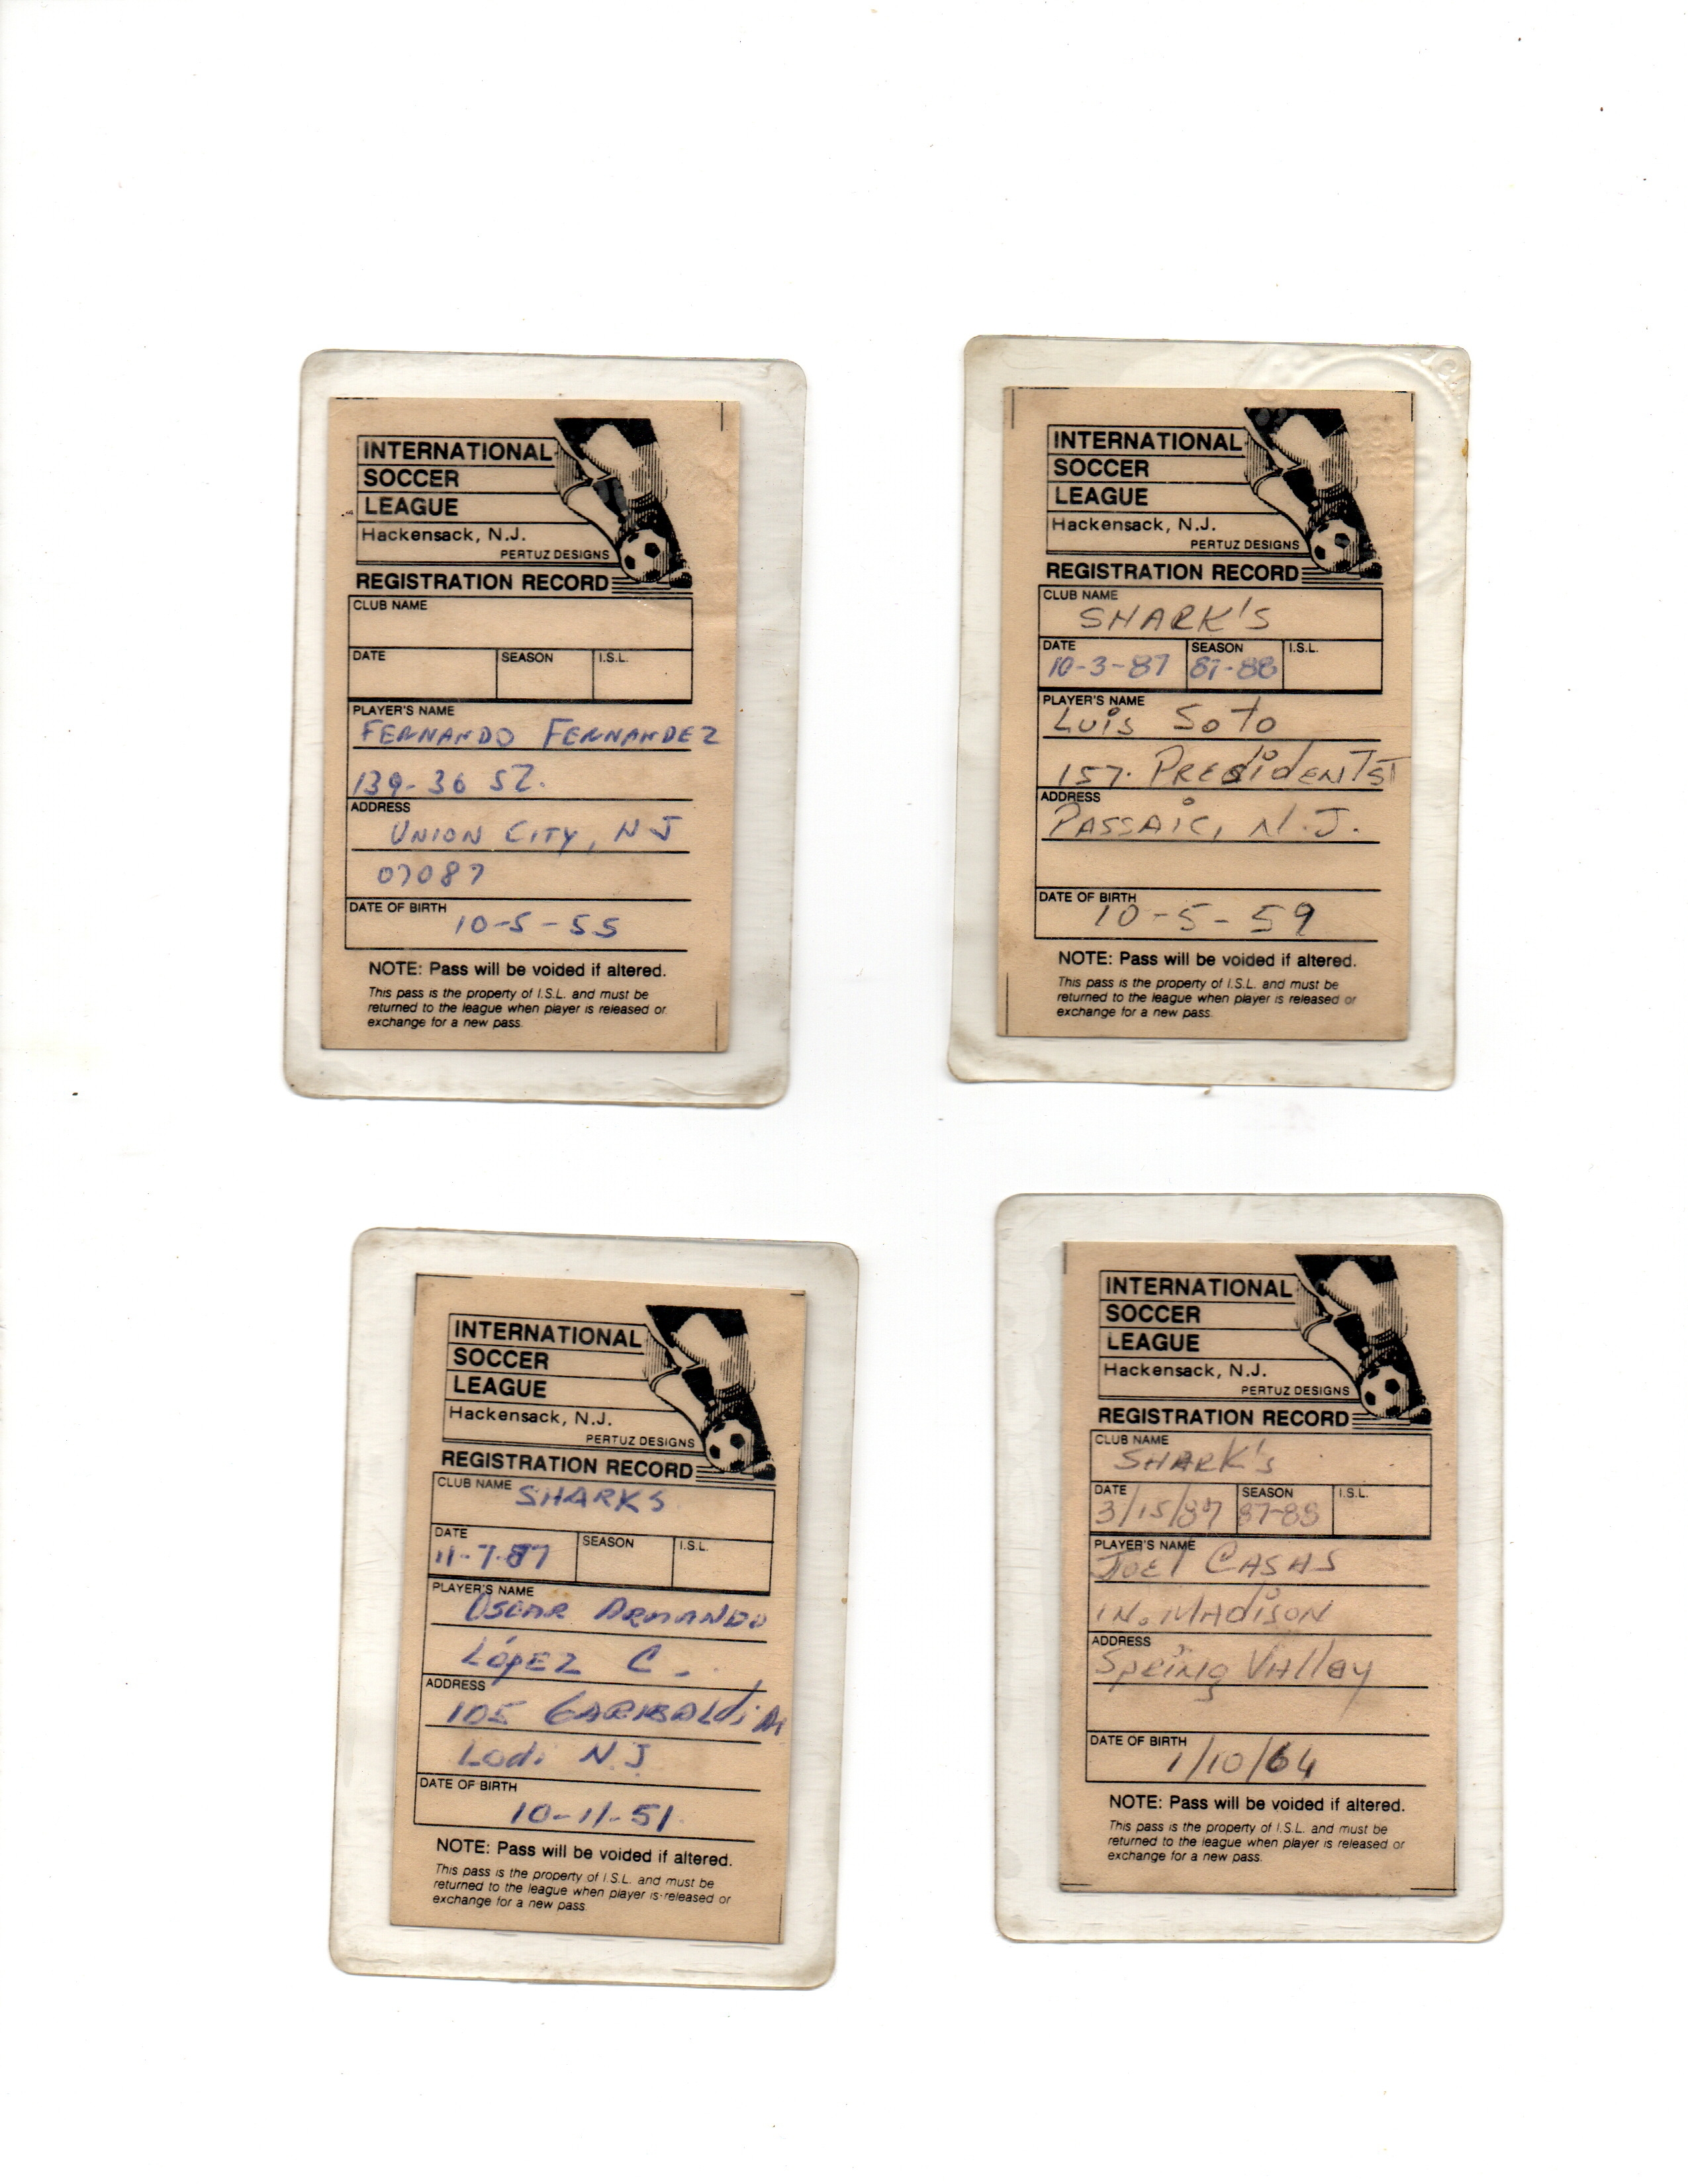 INTERNATIONAL
SOCCER
LEAGUE
Hackensack, N.J.
PERTUZ DESIGNS
REGISTRATION RECORD
CLUB NAME
DATE SEASON I.S.L.
PLAYER'S NAME
FERNANDO FERNANDEZ
139-36 ST.
ADDRESS
UNION CITY, NJ
07087
DATE OF BIRTH
10-5-55
NOTE: Pass will be voided if altered.
This pass is the property of I.S.L. and must be
returned to the league when player is released or
exchange for a new pass.
INTERNATIONAL
SOCCER
LEAGUE
Hackensack, N.J.
PERTUZ DESIGNS
REGISTRATION RECORD
CLUB NAME
SHARK'S
DATE SEASON I.S.L.
10-3-87 87-88
PLAYER'S NAME
Luis Soto
157. PRESidENT ST
ADDRESS
PASSAiC, N.J.
DATE OF BIRTH
10-5-59
NOTE: Pass will be voided if altered.
This pass is the property of I.S.L. and must be
returned to the league when player is released or
exchange for a new pass.
INTERNATIONAL
SOCCER
LEAGUE
Hackensack, N.J.
PERTUZ DESIGNS
REGISTRATION RECORD
CLUB NAME SHARKS
DATE SEASON I.S.L.
11-7-87
PLAYER'S NAME
OSCAR ARMANDO
LópEZ C.
ADDRESS
105 GARIBALdi Av
Lodi N.J
DATE OF BIRTH
10-11-51.
NOTE: Pass will be voided if altered.
This pass is the property of I.S.L. and must be
returned to the league when player is released or
exchange for a new pass
INTERNATIONAL
SOCCER
LEAGUE
Hackensack, N.J.
PERTUZ DESIGNS
REGISTRATION RECORD
CLUB NAME
SHARK's
DATE SEASON I.S.L.
3/15/87 87-88
PLAYER'S NAME
JOEl CASAS
MAdiSON
ADDRESS
SpRiNg VAllEy
DATE OF BIRTH
1/10/64
NOTE: Pass will be voided if altered.
This pass is the property of I.S.L. and must be
returned to the league when player is released or
exchange for a new pass.